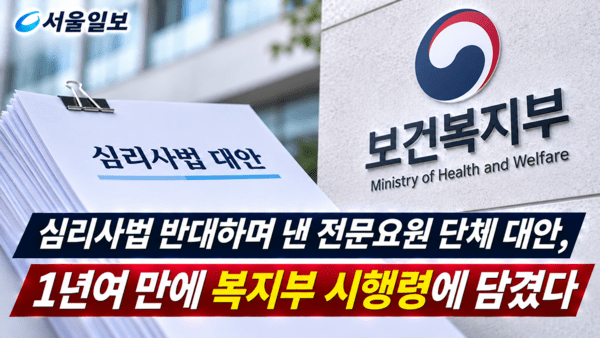 서울일보
심리사법 대안
보건복지부
Ministry of Health and Welfare
심리사법 반대하며 낸 전문요원 단체 대안,
1년여 만에 복지부 시행령에 담겼다